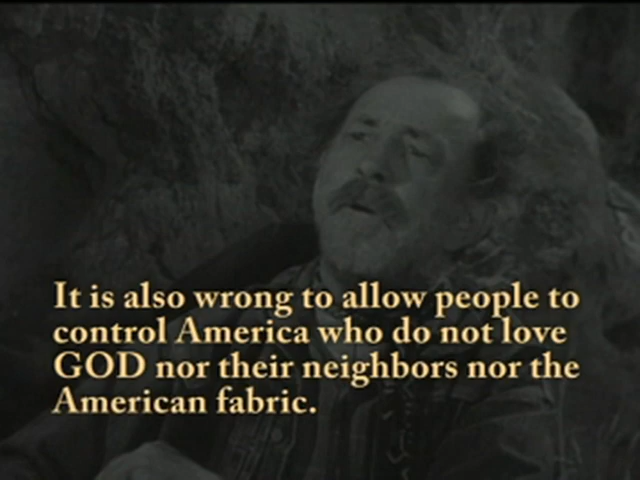 It is also wrong to allow people to
control America who do not love
GOD nor their neighbors nor the
American fabric.